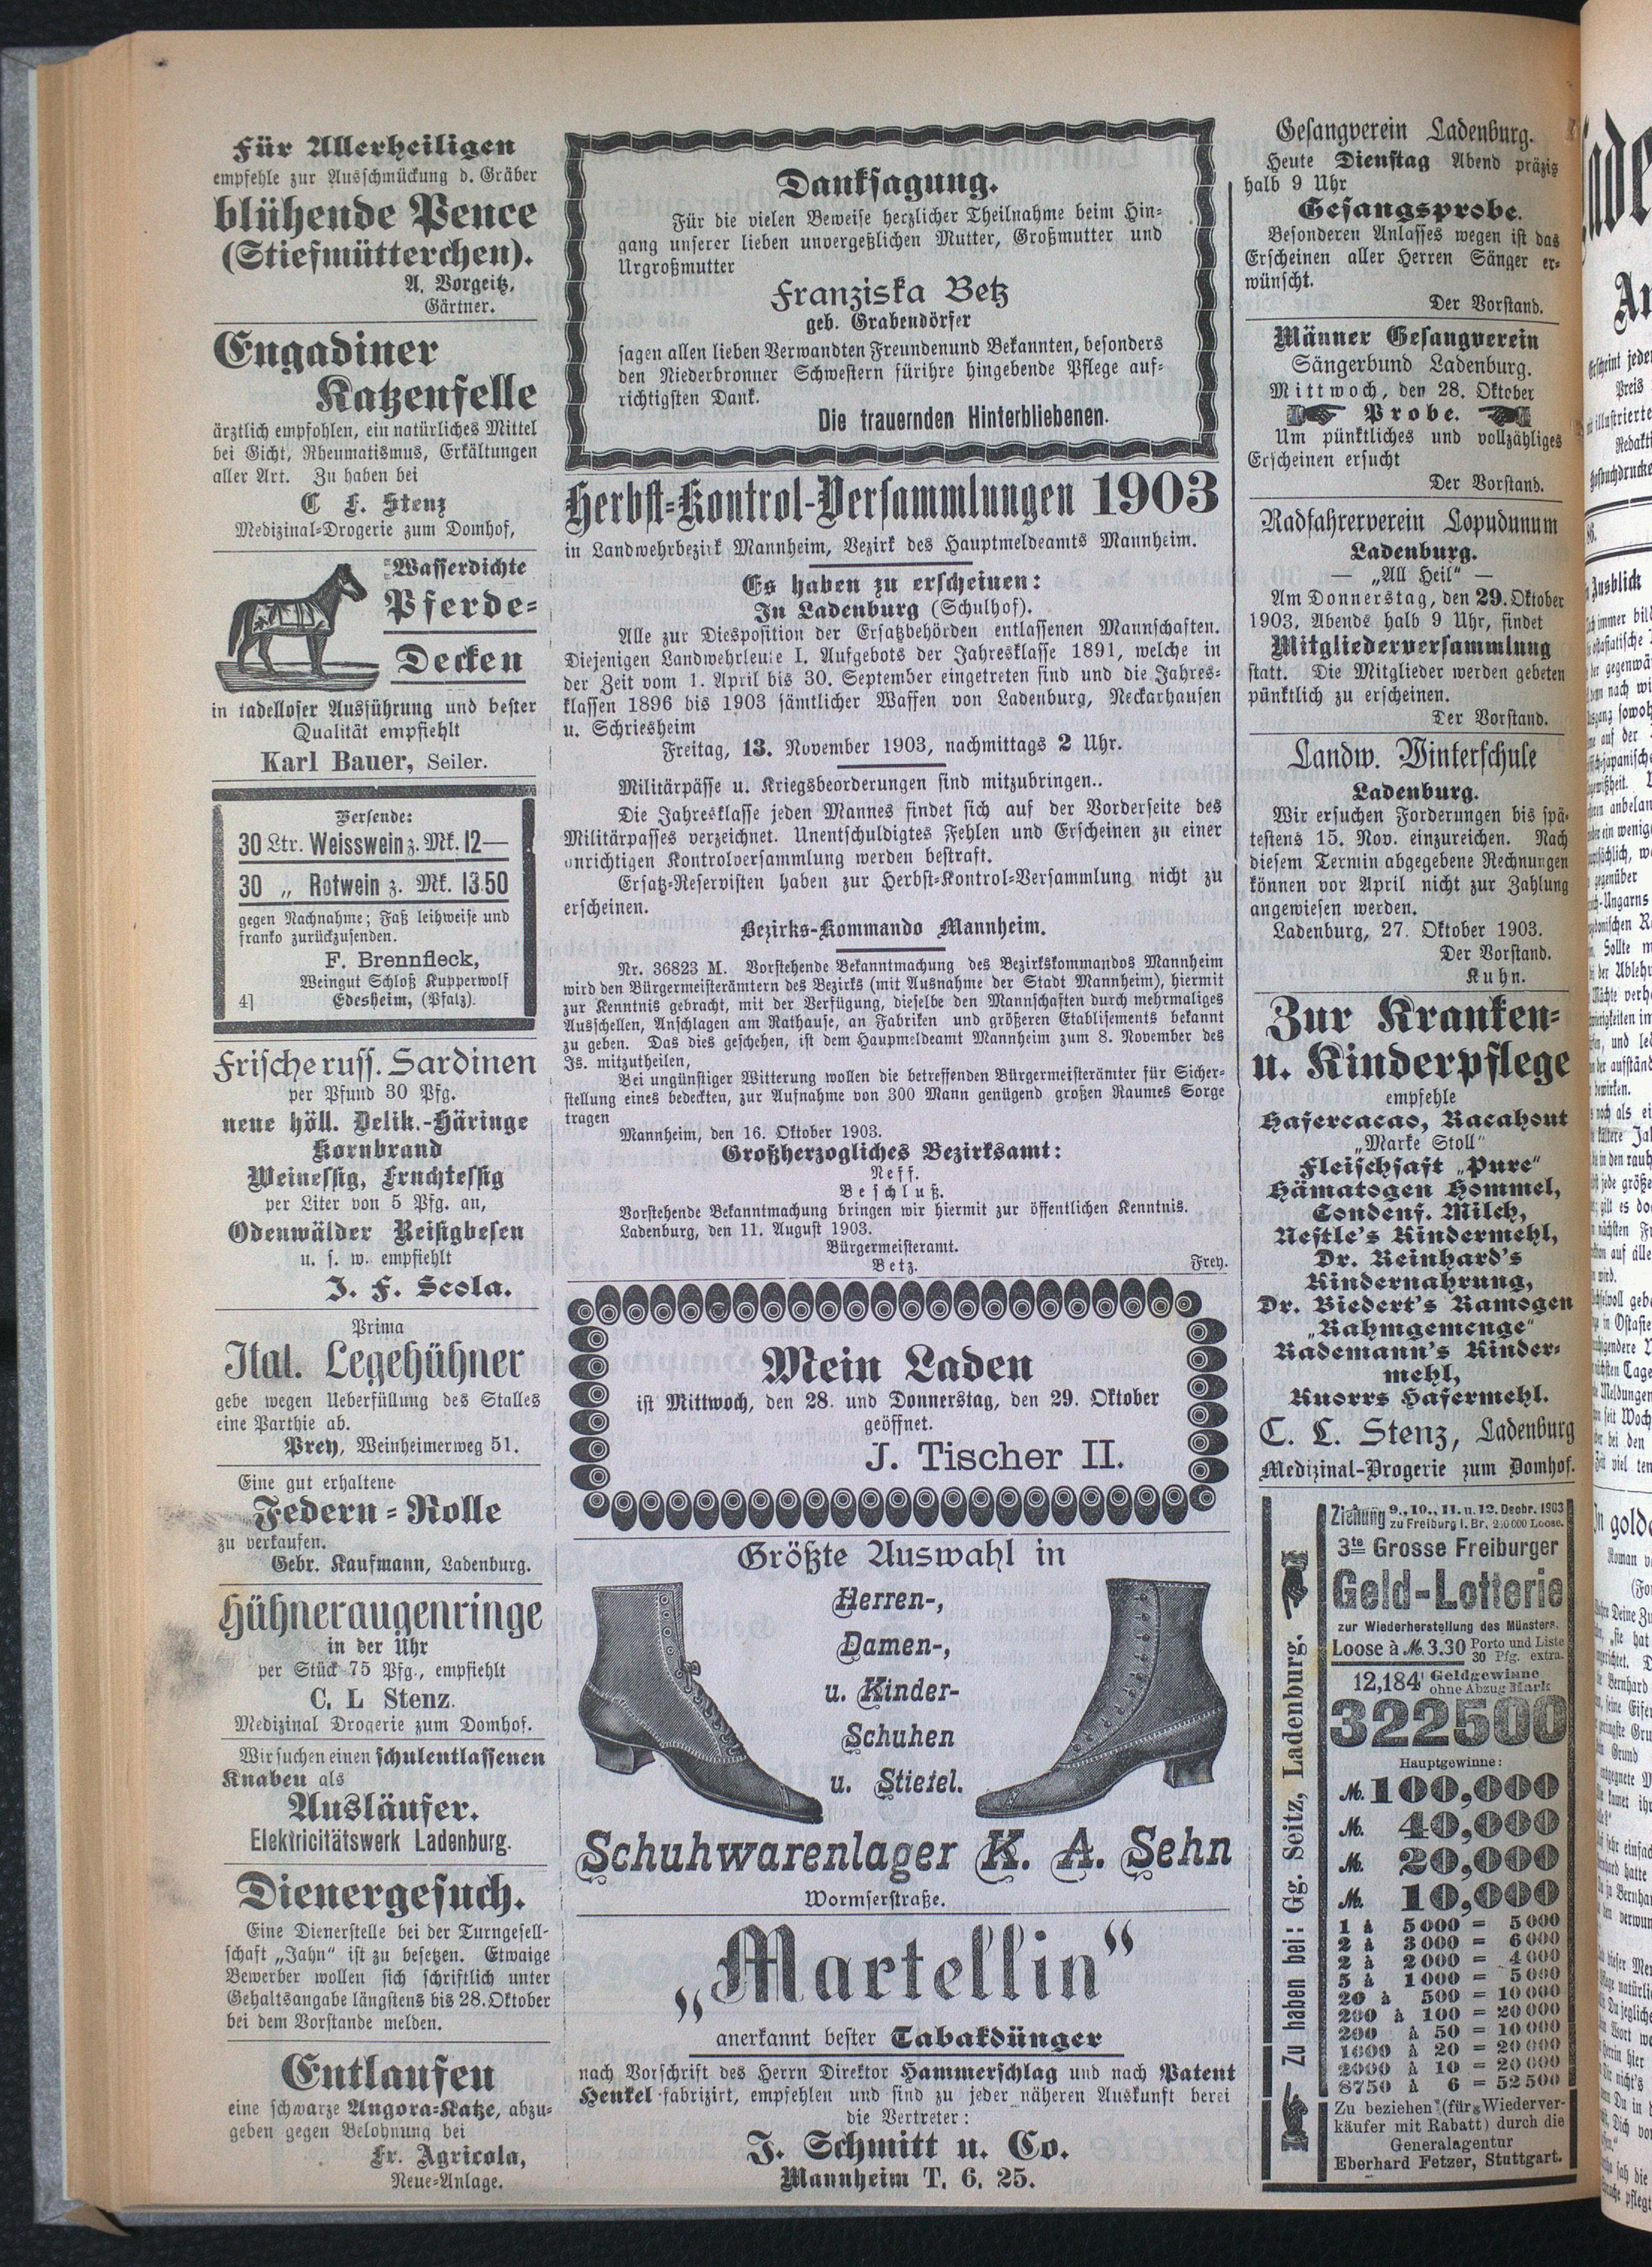 Für Allerheiligen
empfehle zur Ausschmückung d. Gräber
blühende Pence
(Stiefmütterchen).
A. Vorgeitz,
Gärtner.
Engadiner
Katzenfelle
ärztlich empfohlen, ein natürliches Mittel
bei Gicht, Rheumatismus, Erkältungen
aller Art. Zu haben bei
C L. Stenz
Medizinal-Drogerie zum Domhof,
Wasserdichte
Pferde-
Decken
in tadelloser Ausführung und bester
Qualität empfiehlt
Karl Bauer, Seiler.
Versende:
30 Ltr. Weisswein z. Mk. 12—
30 „ Rotwein z. Mk. 13.50
gegen Nachnahme; Faß leihweise und
franko zurückzusenden.
F. Brennfleck,
Weingut Schloß Kupperwolf
4] Edesheim, (Pfalz).
Frische russ. Sardinen
per Pfund 30 Pfg.
neue höll. Delik.-Häringe
Kornbrand
Weinessig, Fruchtessig
per Liter von 5 Pfg. an,
Odenwälder Reisigbesen
u. s. w. empfiehlt
J. F. Scola.
Prima
Ital. Legehühner
gebe wegen Ueberfüllung des Stalles
eine Parthie ab.
Prey, Weinheimerweg 51.
Eine gut erhaltene
Federn-Rolle
zu verkaufen.
Gebr. Kaufmann, Ladenburg.
Hühneraugenringe
in der Uhr
per Stück 75 Pfg., empfiehlt
C. L Stenz.
Medizinal Drogerie zum Domhof.
Wir suchen einen schulentlassenen
Knaben als
Ausläufer.
Elektricitätswerk Ladenburg.
Dienergesuch.
Eine Dienerstelle bei der Turngesell-
schaft „Jahn“ ist zu besetzen. Etwaige
Bewerber wollen sich schriftlich unter
Gehaltsangabe längstens bis 28. Oktober
bei dem Vorstande melden.
Entlaufen
eine schwarze Angora-Katze, abzu-
geben gegen Belohnung bei
Fr. Agricola,
Neue-Anlage.
Danksagung.
Für die vielen Beweise herzlicher Theilnahme beim Hin-
gang unserer lieben unvergeßlichen Mutter, Großmutter und
Urgroßmutter
Franziska Betz
geb. Grabendörfer
sagen allen lieben Verwandten Freundenund Bekannten, besonders
den Niederbronner Schwestern fürihre hingebende Pflege auf-
richtigsten Dank.
Die trauernden Hinterbliebenen.
Herbst-Kontrol-Versammlungen 1903
in Landwehrbezirk Mannheim, Bezirk des Hauptmeldeamts Mannheim.
Es haben zu erscheinen:
In Ladenburg (Schulhof).
Alle zur Diesposition der Ersatzbehörden entlassenen Mannschaften.
Diejenigen Landwehrleute I. Aufgebots der Jahresklasse 1891, welche in
der Zeit vom 1. April bis 30. September eingetreten sind und die Jahres-
klassen 1896 bis 1903 sämtlicher Waffen von Ladenburg, Neckarhausen
u. Schriesheim
Freitag, 13. November 1903, nachmittags 2 Uhr.
Militärpässe u. Kriegsbeorderungen sind mitzubringen..
Die Jahresklasse jeden Mannes findet sich auf der Vorderseite des
Militärpasses verzeichnet. Unentschuldigtes Fehlen und Erscheinen zu einer
unrichtigen Kontrolversammlung werden bestraft.
Ersatz-Reservisten haben zur Herbst-Kontrol-Versammlung nicht zu
erscheinen.
Bezirks-Kommando Mannheim.
Nr. 36823 M. Vorstehende Bekanntmachung des Bezirkskommandos Mannheim
wird den Bürgermeisterämtern des Bezirks (mit Ausnahme der Stadt Mannheim), hiermit
zur Kenntnis gebracht, mit der Verfügung, dieselbe den Mannschaften durch mehrmaliges
Ausschellen, Anschlagen am Rathause, an Fabriken und größeren Etablisements bekannt
zu geben. Das dies geschehen, ist dem Haupmeldeamt Mannheim zum 8. November des
Js. mitzutheilen,
Bei ungünstiger Witterung wollen die betreffenden Bürgermeisterämter für Sicher-
stellung eines bedeckten, zur Aufnahme von 300 Mann genügend großen Raumes Sorge
tragen
Mannheim, den 16. Oktober 1903.
Großherzogliches Bezirksamt:
Neff.
Beschluß.
Vorstehende Bekanntmachung bringen wir hiermit zur öffentlichen Kenntnis.
Ladenburg, den 11. August 1903.
Bürgermeisteramt.
Betz. Frey.
Mein Laden
ist Mittwoch, den 28. und Donnerstag, den 29. Oktober
geöffnet.
J. Tischer II.
Größte Auswahl in
Herren-,
Damen-,
u. Kinder-
Schuhen
u. Stiefel.
Schuhwarenlager K. A. Sehn
Wormserstraße.
„Martellin“
anerkannt bester Tabakdünger
nach Vorschrift des Herrn Direktor Hammerschlag und nach Patent
Henkel fabrizirt, empfehlen und sind zu jeder näheren Auskunft berei
die Vertreter:
J. Schmitt u. Co.
Mannheim T. 6. 25.
Gesangverein Ladenburg.
Heute Dienstag Abend präzis
halb 9 Uhr
Gesangsprobe.
Besonderen Anlasses wegen ist das
Erscheinen aller Herren Sänger er-
wünscht.
Der Vorstand.
Männer Gesangverein
Sängerbund Ladenburg.
Mittwoch, den 28. Oktober
Probe.
Um pünktliches und vollzähliges
Erscheinen ersucht
Der Vorstand.
Radfahrerverein Lopudunum
Ladenburg.
— „All Heil“ —
Am Donnerstag, den 29. Oktober
1903, Abends halb 9 Uhr, findet
Mitgliederversammlung
statt. Die Mitglieder werden gebeten
pünktlich zu erscheinen.
Der Vorstand.
Landw. Winterschule
Ladenburg.
Wir ersuchen Forderungen bis spä-
testens 15. Nov. einzureichen. Nach
diesem Termin abgegebene Rechnungen
können vor April nicht zur Zahlung
angewiesen werden.
Ladenburg, 27. Oktober 1903.
Der Vorstand.
Kuhn.
Zur Kranken-
u. Kinderpflege
empfehle
Hafercacao, Racahout
„Marke Stoll“
Fleischsaft „Pure“
Hämatogen Hommel,
Condens. Milch,
Nestle's Kindermehl,
Dr. Reinhard's
Kindernahrung,
Dr. Biedert's Ramogen
„Rahmgemenge“
Rademann's Kinder-
mehl,
Knorrs Hafermehl.
C. L. Stenz, Ladenburg
Medizinal-Drogerie zum Domhof.
Zu haben bei: Gg. Seitz, Ladenburg.
Ziehung 9., 10., 11. u. 12. Dezbr. 1903
zu Freiburg i. Br. 250000 Loose.
3te Grosse Freiburger
Geld-Lotterie
zur Wiederherstellung des Münsters.
Loose à M. 3.30 Porto und Liste
30 Pfg. extra.
12,184 Geldgewinne
ohne Abzug Mark
322500
Hauptgewinne:
M. 100,000
M. 40,000
M. 20,000
M. 10,000
1 à 5000 = 5000
2 à 3000 = 6000
2 à 2000 = 4000
5 à 1000 = 5000
20 à 500 = 10000
200 à 100 = 20000
200 à 50 = 10000
1000 à 20 = 20000
2000 à 10 = 20000
8750 à 6 = 52500
Zu beziehen (für Wiederver-
käufer mit Rabatt) durch die
Generalagentur
Eberhard Fetzer, Stuttgart.